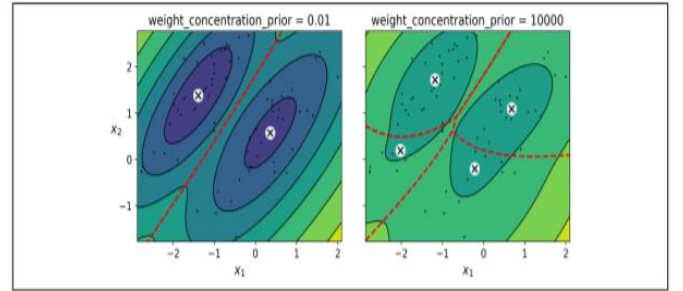 weight_concentration_prior = 0.01
weight_concentration_prior = 10000
2
1
0
−1
x₂
−2
−1
0
1
2
x₁
−2
−1
0
1
2
x₁